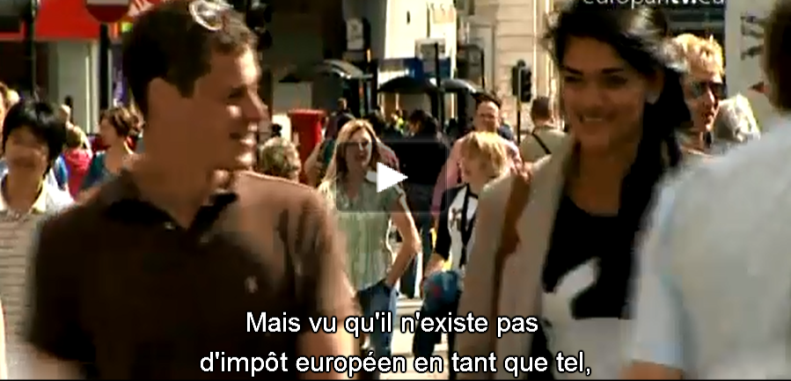 europarltv.eu
Mais vu qu'il n'existe pas
d'impôt européen en tant que tel,